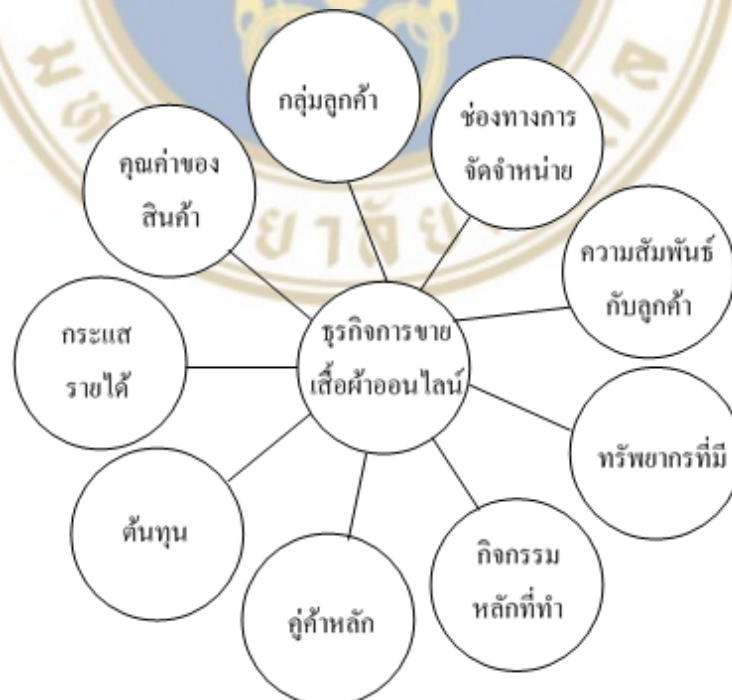 กลุ่มลูกค้า
ช่องทางการ
จัดจำหน่าย
คุณค่าของ
สินค้า
ความสัมพันธ์
กับลูกค้า
กระแส
รายได้
ธุรกิจการขาย
เสื้อผ้าออนไลน์
ทรัพยากรที่มี
ต้นทุน
กิจกรรม
หลักที่ทำ
คู่ค้าหลัก